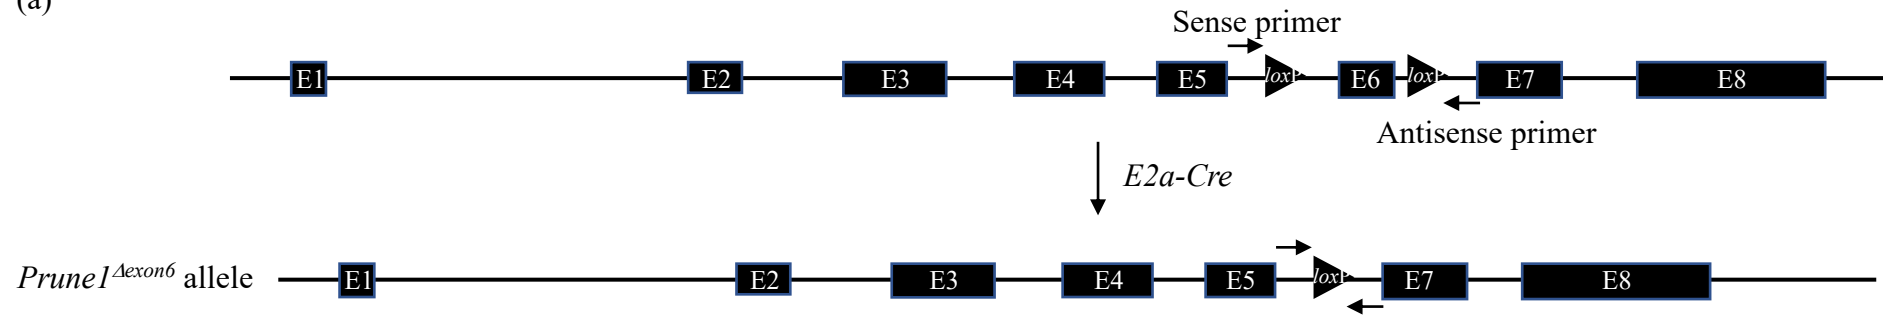 (a)
Sense primer
E1 E2 E3 E4 E5 loxP E6 loxP E7 E8
Antisense primer
E2a-Cre
Prune1Δexon6 allele E1 E2 E3 E4 E5 loxP E7 E8